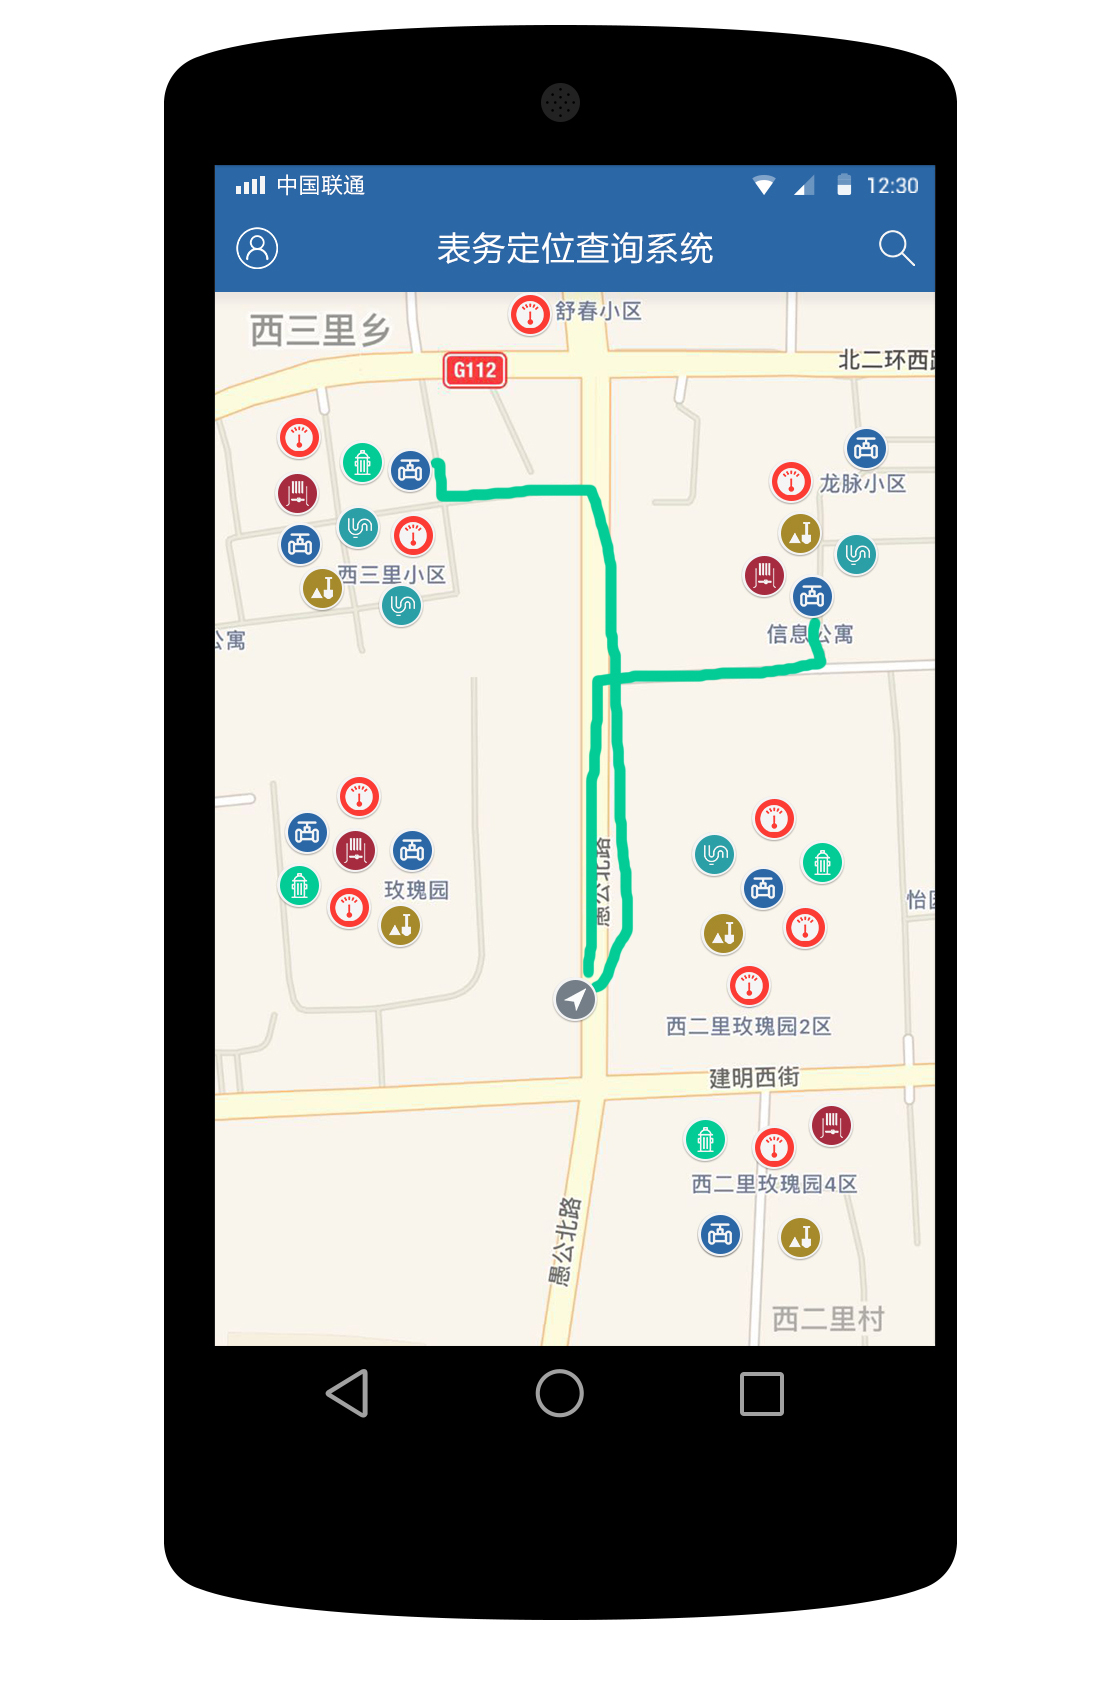 中国联通
12:30
表务定位查询系统
舒春小区
西三里乡
G112
北二环西路
龙脉小区
西三里小区
信息公寓
公寓
愚公北路
玫瑰园
怡
西二里玫瑰园2区
建明西街
西二里玫瑰园4区
愚公北路
西二里村